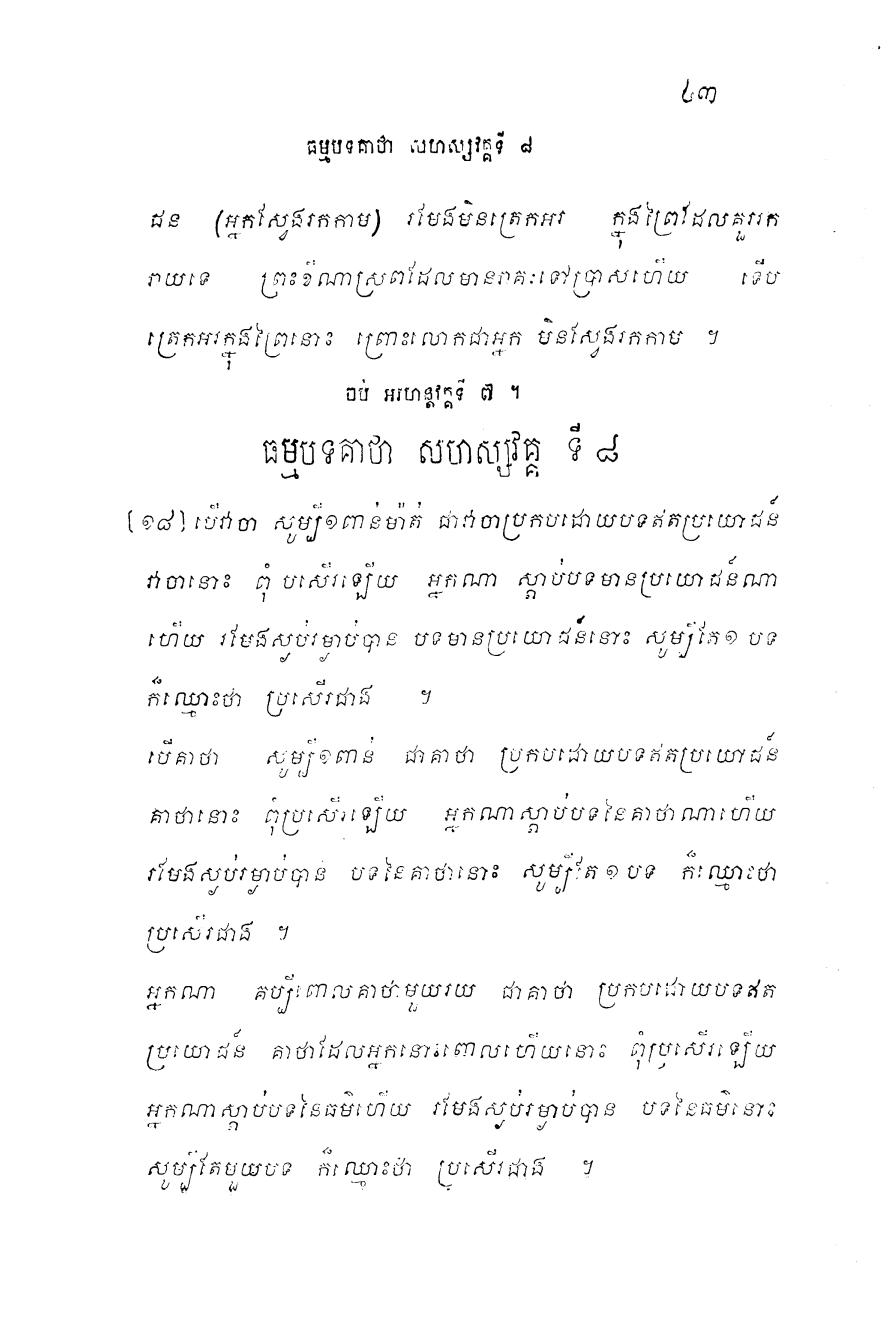 ៤៣
ធម្មបទគាថា សហស្សវគ្គទី ៨
ជន (អ្នកស្វែងរកកាម) រមែងមិនត្រេកអរ ក្នុងព្រៃដែលគួររីក
រាយទេ ព្រះខីណាស្រពដែលមានរាគៈទៅប្រាសហើយ ទើប
ត្រេកអរក្នុងព្រៃនោះ ព្រោះលោកជាអ្នក មិនស្វែងរកកាម ។
ចប់ អរហន្តវគ្គទី ៧ ។
ធម្មបទគាថា សហស្សវគ្គ ទី ៨
[១៨] បើវាចា សូម្បី១ពាន់ម៉ាត់ ជាវាចាប្រកបដោយបទឥតប្រយោជន៍
វាចានោះ ពុំ បសើរឡើយ អ្នកណា ស្តាប់បទមានប្រយោជន៍ណា
ហើយ រមែងស្ងប់រម្ងាប់បាន បទមានប្រយោជន៍នោះ សូម្បីតែ១ បទ
ក៏ឈ្មោះថា ប្រសើរជាង ។
បើគាថា សូម្បី១ពាន់ ជាគាថា ប្រកបដោយបទឥតប្រយោជន៍
គាថានោះ ពុំប្រសើរឡើយ អ្នកណាស្តាប់បទនៃគាថាណាហើយ
រមែងស្ងប់រម្ងាប់បាន បទនៃគាថានោះ សូម្បីតែ ១ បទ ក៏ឈ្មោះថា
ប្រសើរជាង ។
អ្នកណា គប្បីពោលគាថាមួយរយ ជាគាថា ប្រកបដោយបទឥត
ប្រយោជន៍ គាថាដែលអ្នកនោះពោលហើយនោះ ពុំប្រសើរឡើយ
អ្នកណាស្តាប់បទនៃធម៌ហើយ រមែងស្ងប់រម្ងាប់បាន បទនៃធម៌នោះ
សូម្បីតែមួយបទ ក៏ឈ្មោះថា ប្រសើរជាង ។